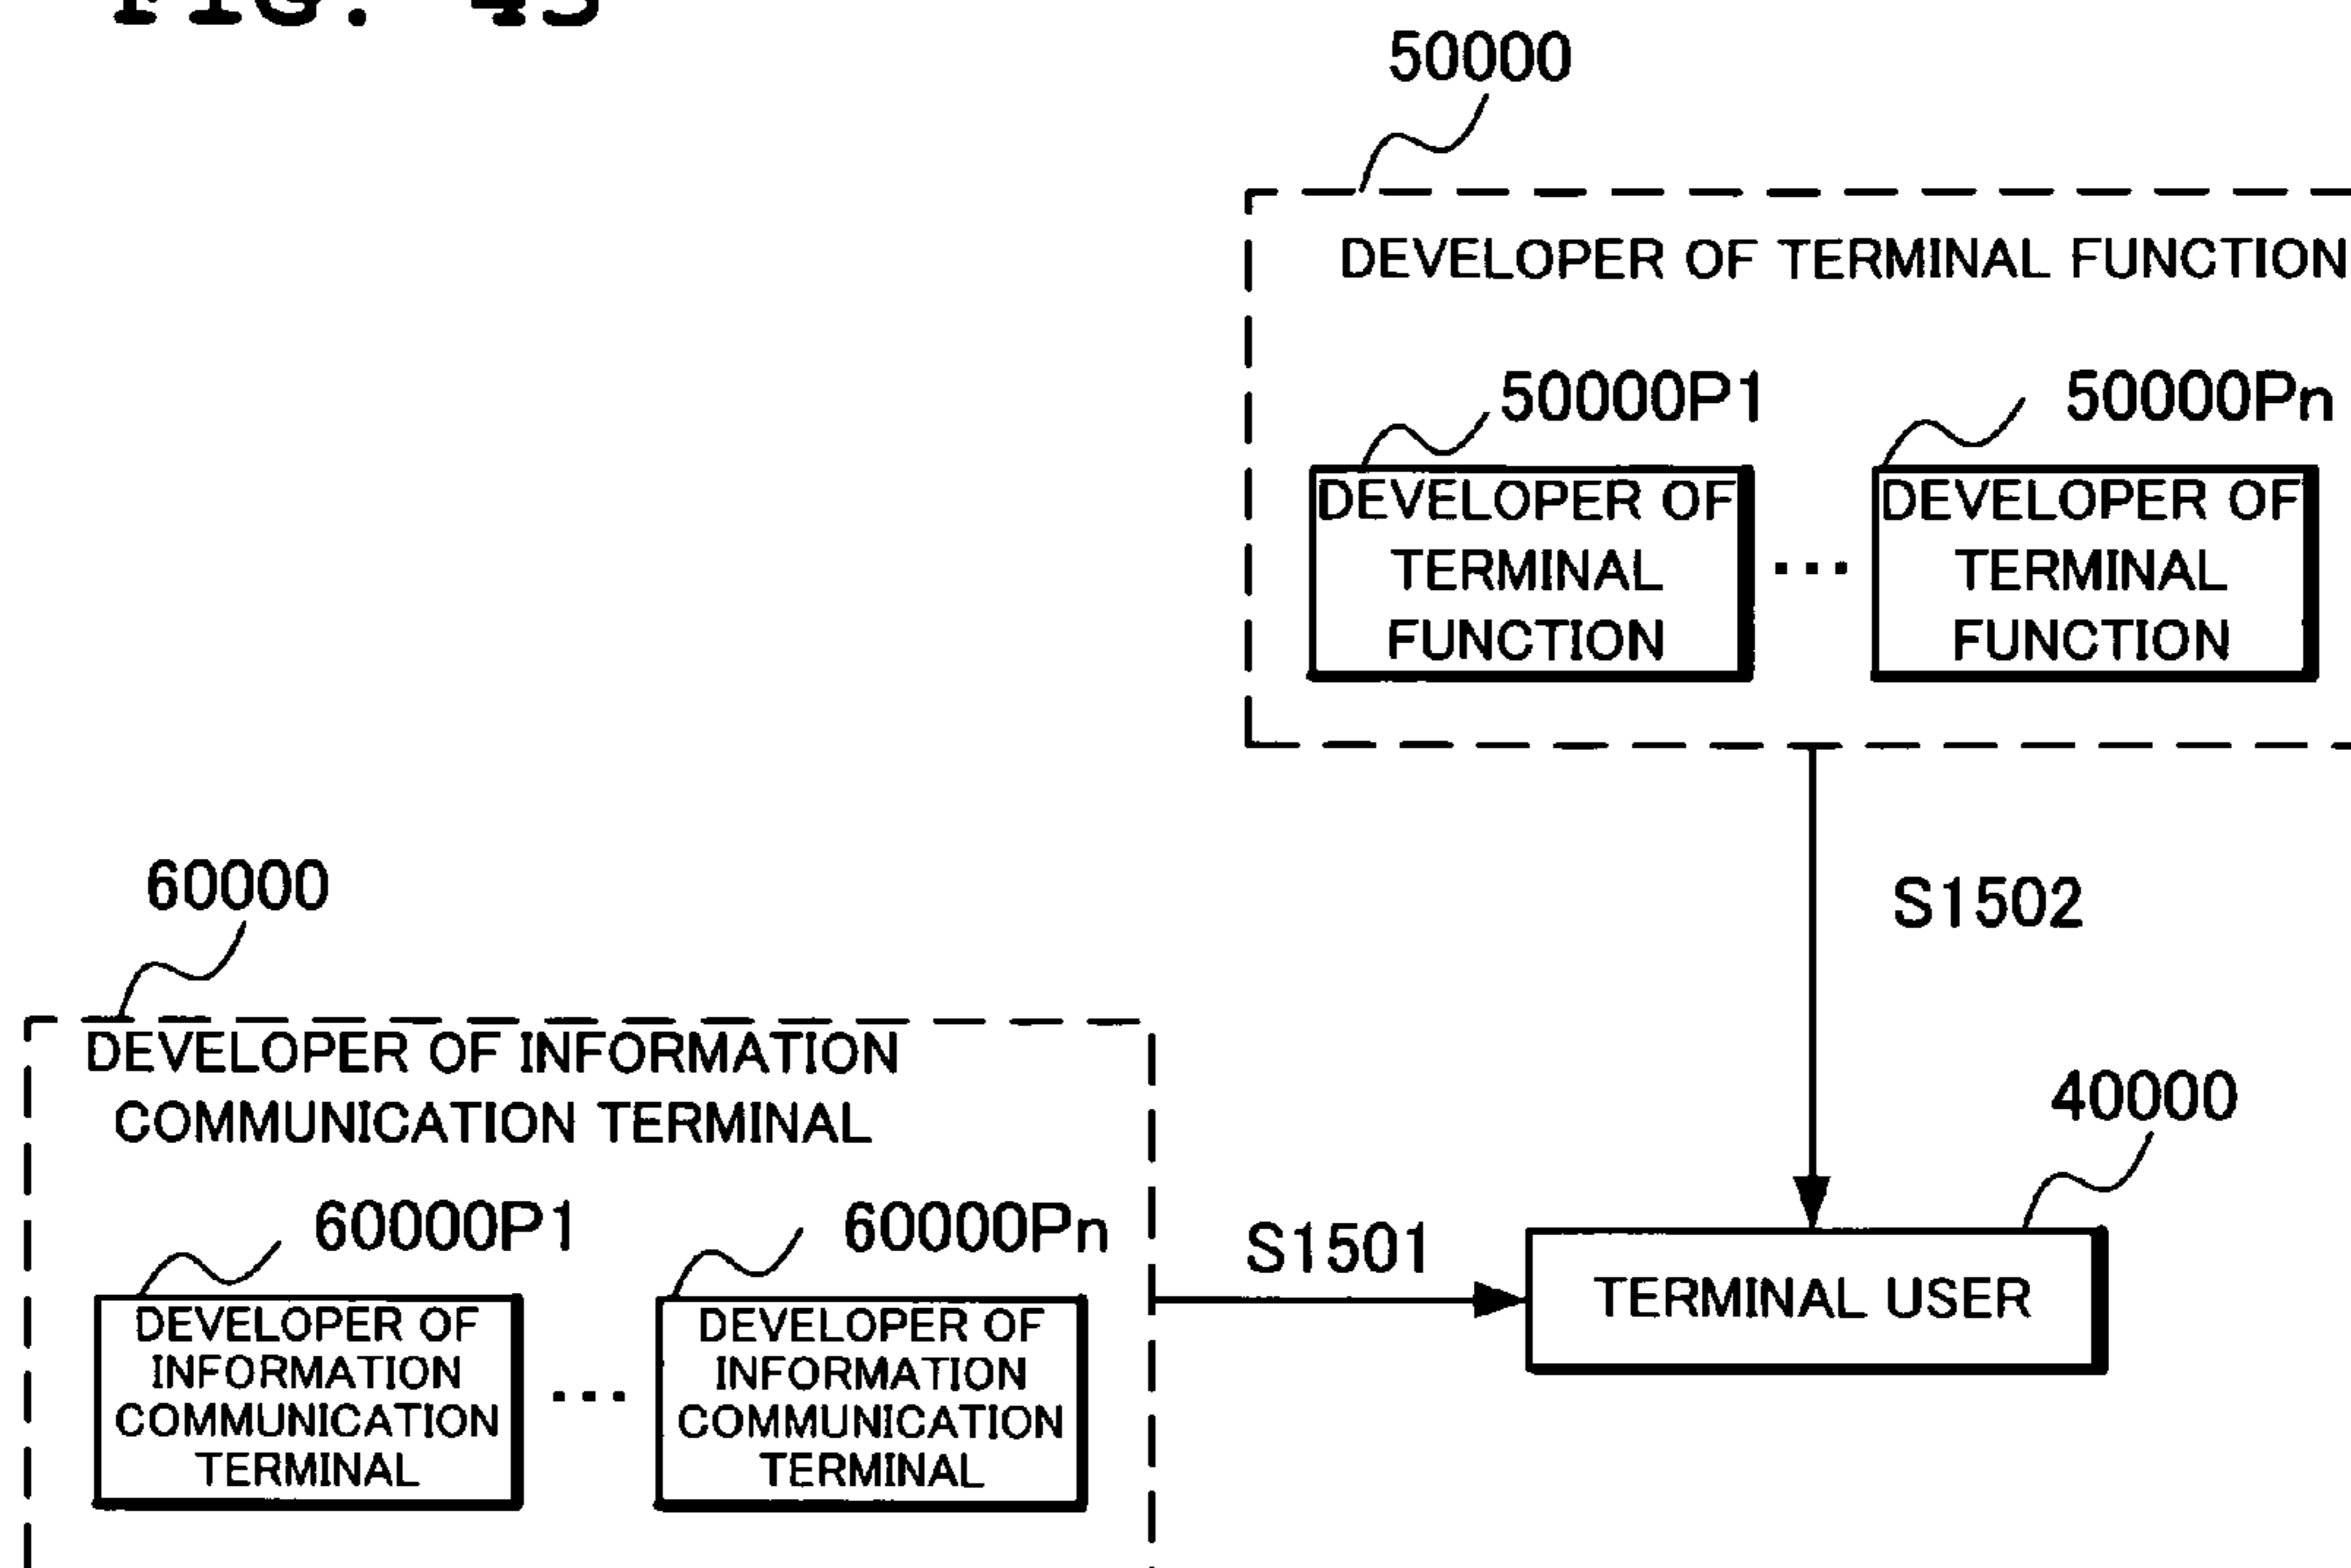 50000
DEVELOPER OF TERMINAL FUNCTION
50000P1
50000Pn
DEVELOPER OF
TERMINAL
FUNCTION
...
DEVELOPER OF
TERMINAL
FUNCTION
S1502
60000
DEVELOPER OF INFORMATION
COMMUNICATION TERMINAL
60000P1
60000Pn
DEVELOPER OF
INFORMATION
COMMUNICATION
TERMINAL
...
DEVELOPER OF
INFORMATION
COMMUNICATION
TERMINAL
S1501
40000
TERMINAL USER